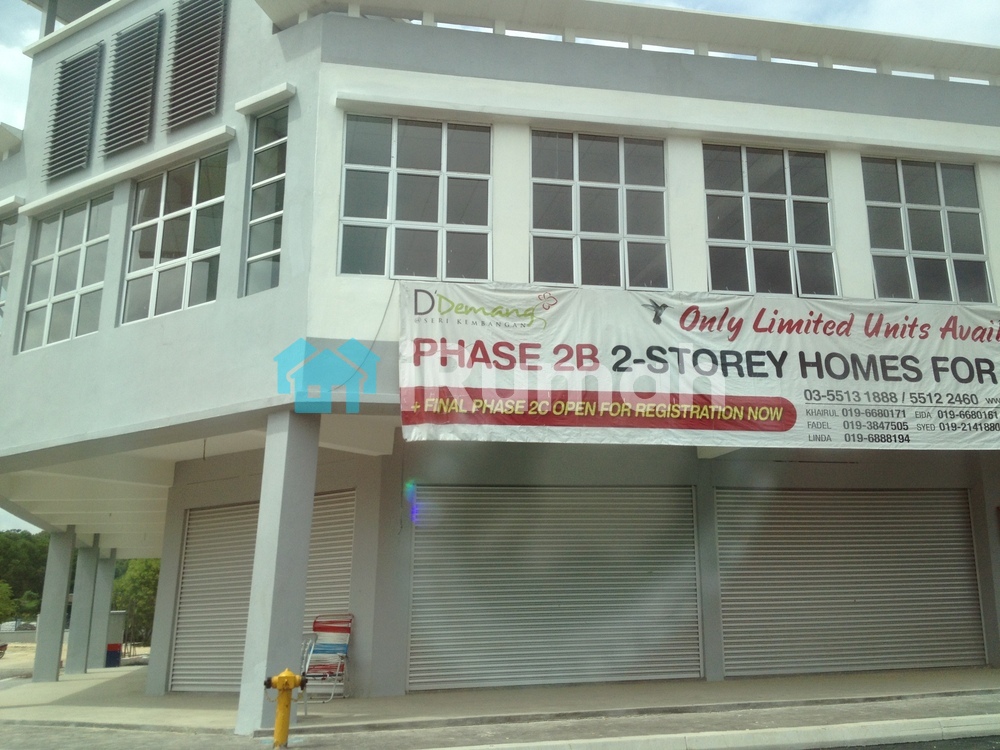 D'Demang
@SERI KEMBANGAN
Only Limited Units
PHASE 2B 2-STOREY HOMES FOR
+ FINAL PHASE 2C OPEN FOR REGISTRATION NOW
03-5513 1888 / 5512 2460
KHAIRUL 019-6680171 EIDA 019-6680161
FADEL 019-3847505 SYED 019-2141880
LINDA 019-6888194
iRumah